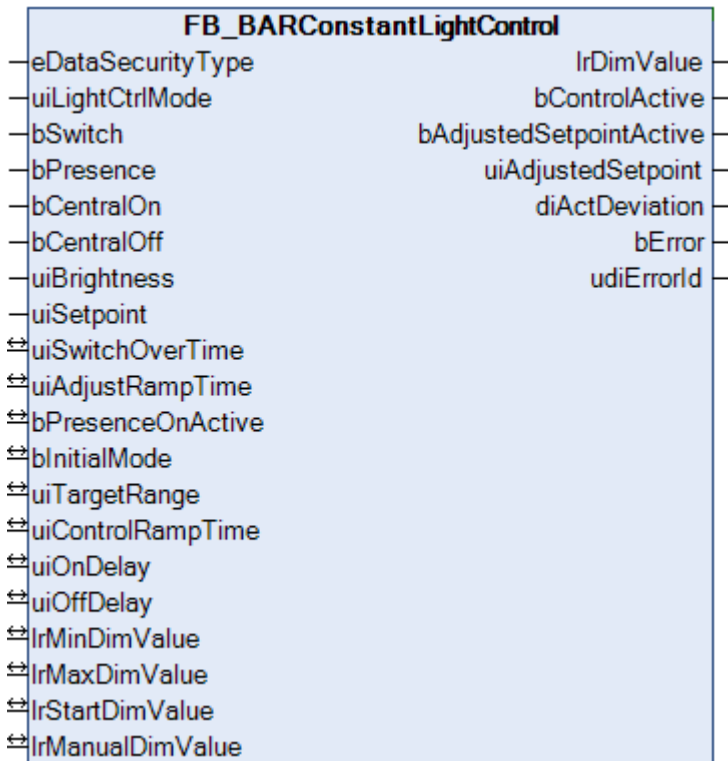 FB_BARConstantLightControl
eDataSecurityType lrDimValue
uiLightCtrlMode bControlActive
bSwitch bAdjustedSetpointActive
bPresence uiAdjustedSetpoint
bCentralOn diActDeviation
bCentralOff bError
uiBrightness udiErrorId
uiSetpoint
uiSwitchOverTime
uiAdjustRampTime
bPresenceOnActive
bInitialMode
uiTargetRange
uiControlRampTime
uiOnDelay
uiOffDelay
lrMinDimValue
lrMaxDimValue
lrStartDimValue
lrManualDimValue